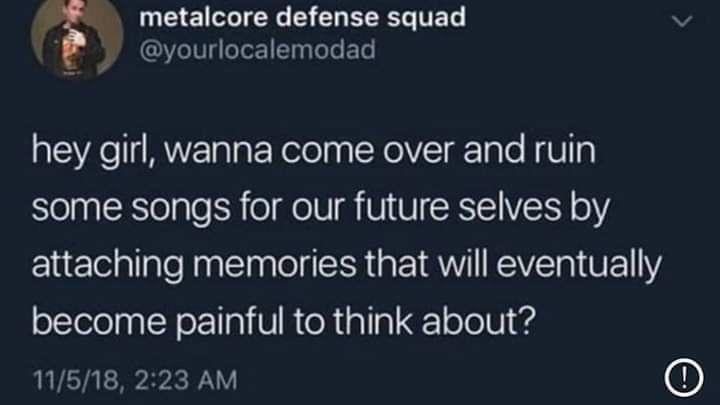 metalcore defense squad
@yourlocalemodad
hey girl, wanna come over and ruin
some songs for our future selves by
attaching memories that will eventually
become painful to think about?
11/5/18, 2:23 AM